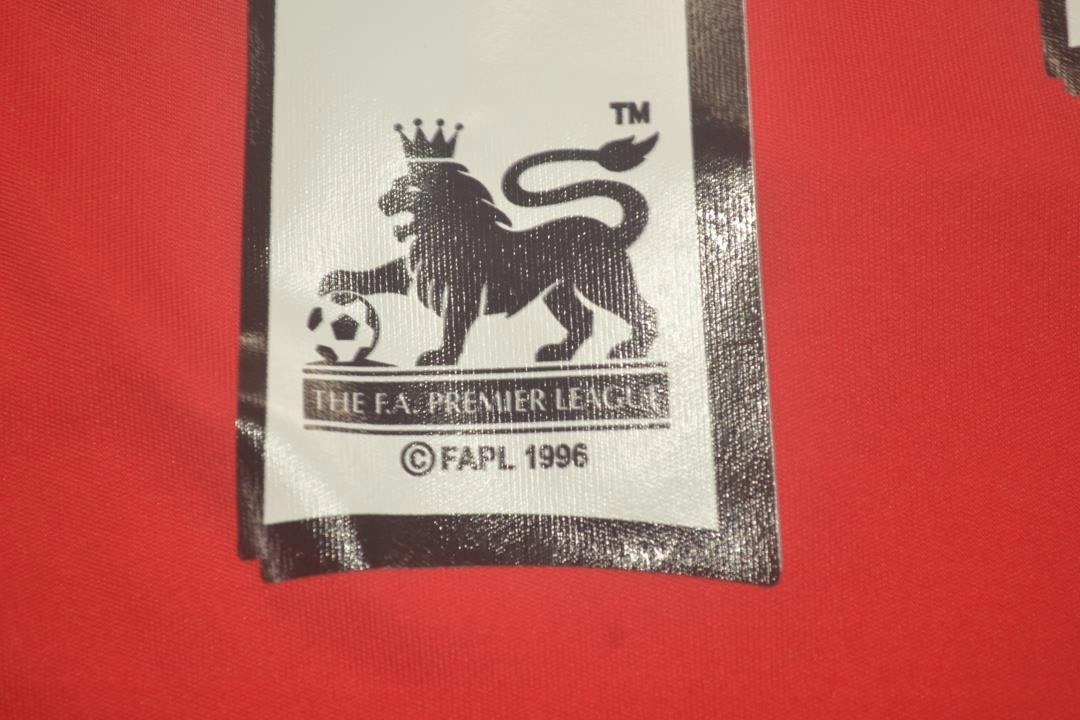 TM
THE F.A. PREMIER LEAGUE
©FAPL 1996